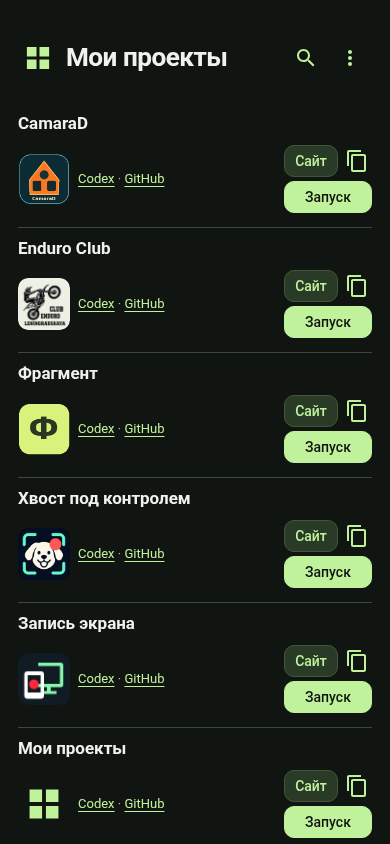 Мои проекты
CamaraD
CamaraD
Codex · GitHub
Сайт
Запуск
Enduro Club
CLUB
ENDURO
LENINGRADSKAYA
Codex · GitHub
Сайт
Запуск
Фрагмент
Ф
Codex · GitHub
Сайт
Запуск
Хвост под контролем
Codex · GitHub
Сайт
Запуск
Запись экрана
Codex · GitHub
Сайт
Запуск
Мои проекты
Codex · GitHub
Сайт
Запуск